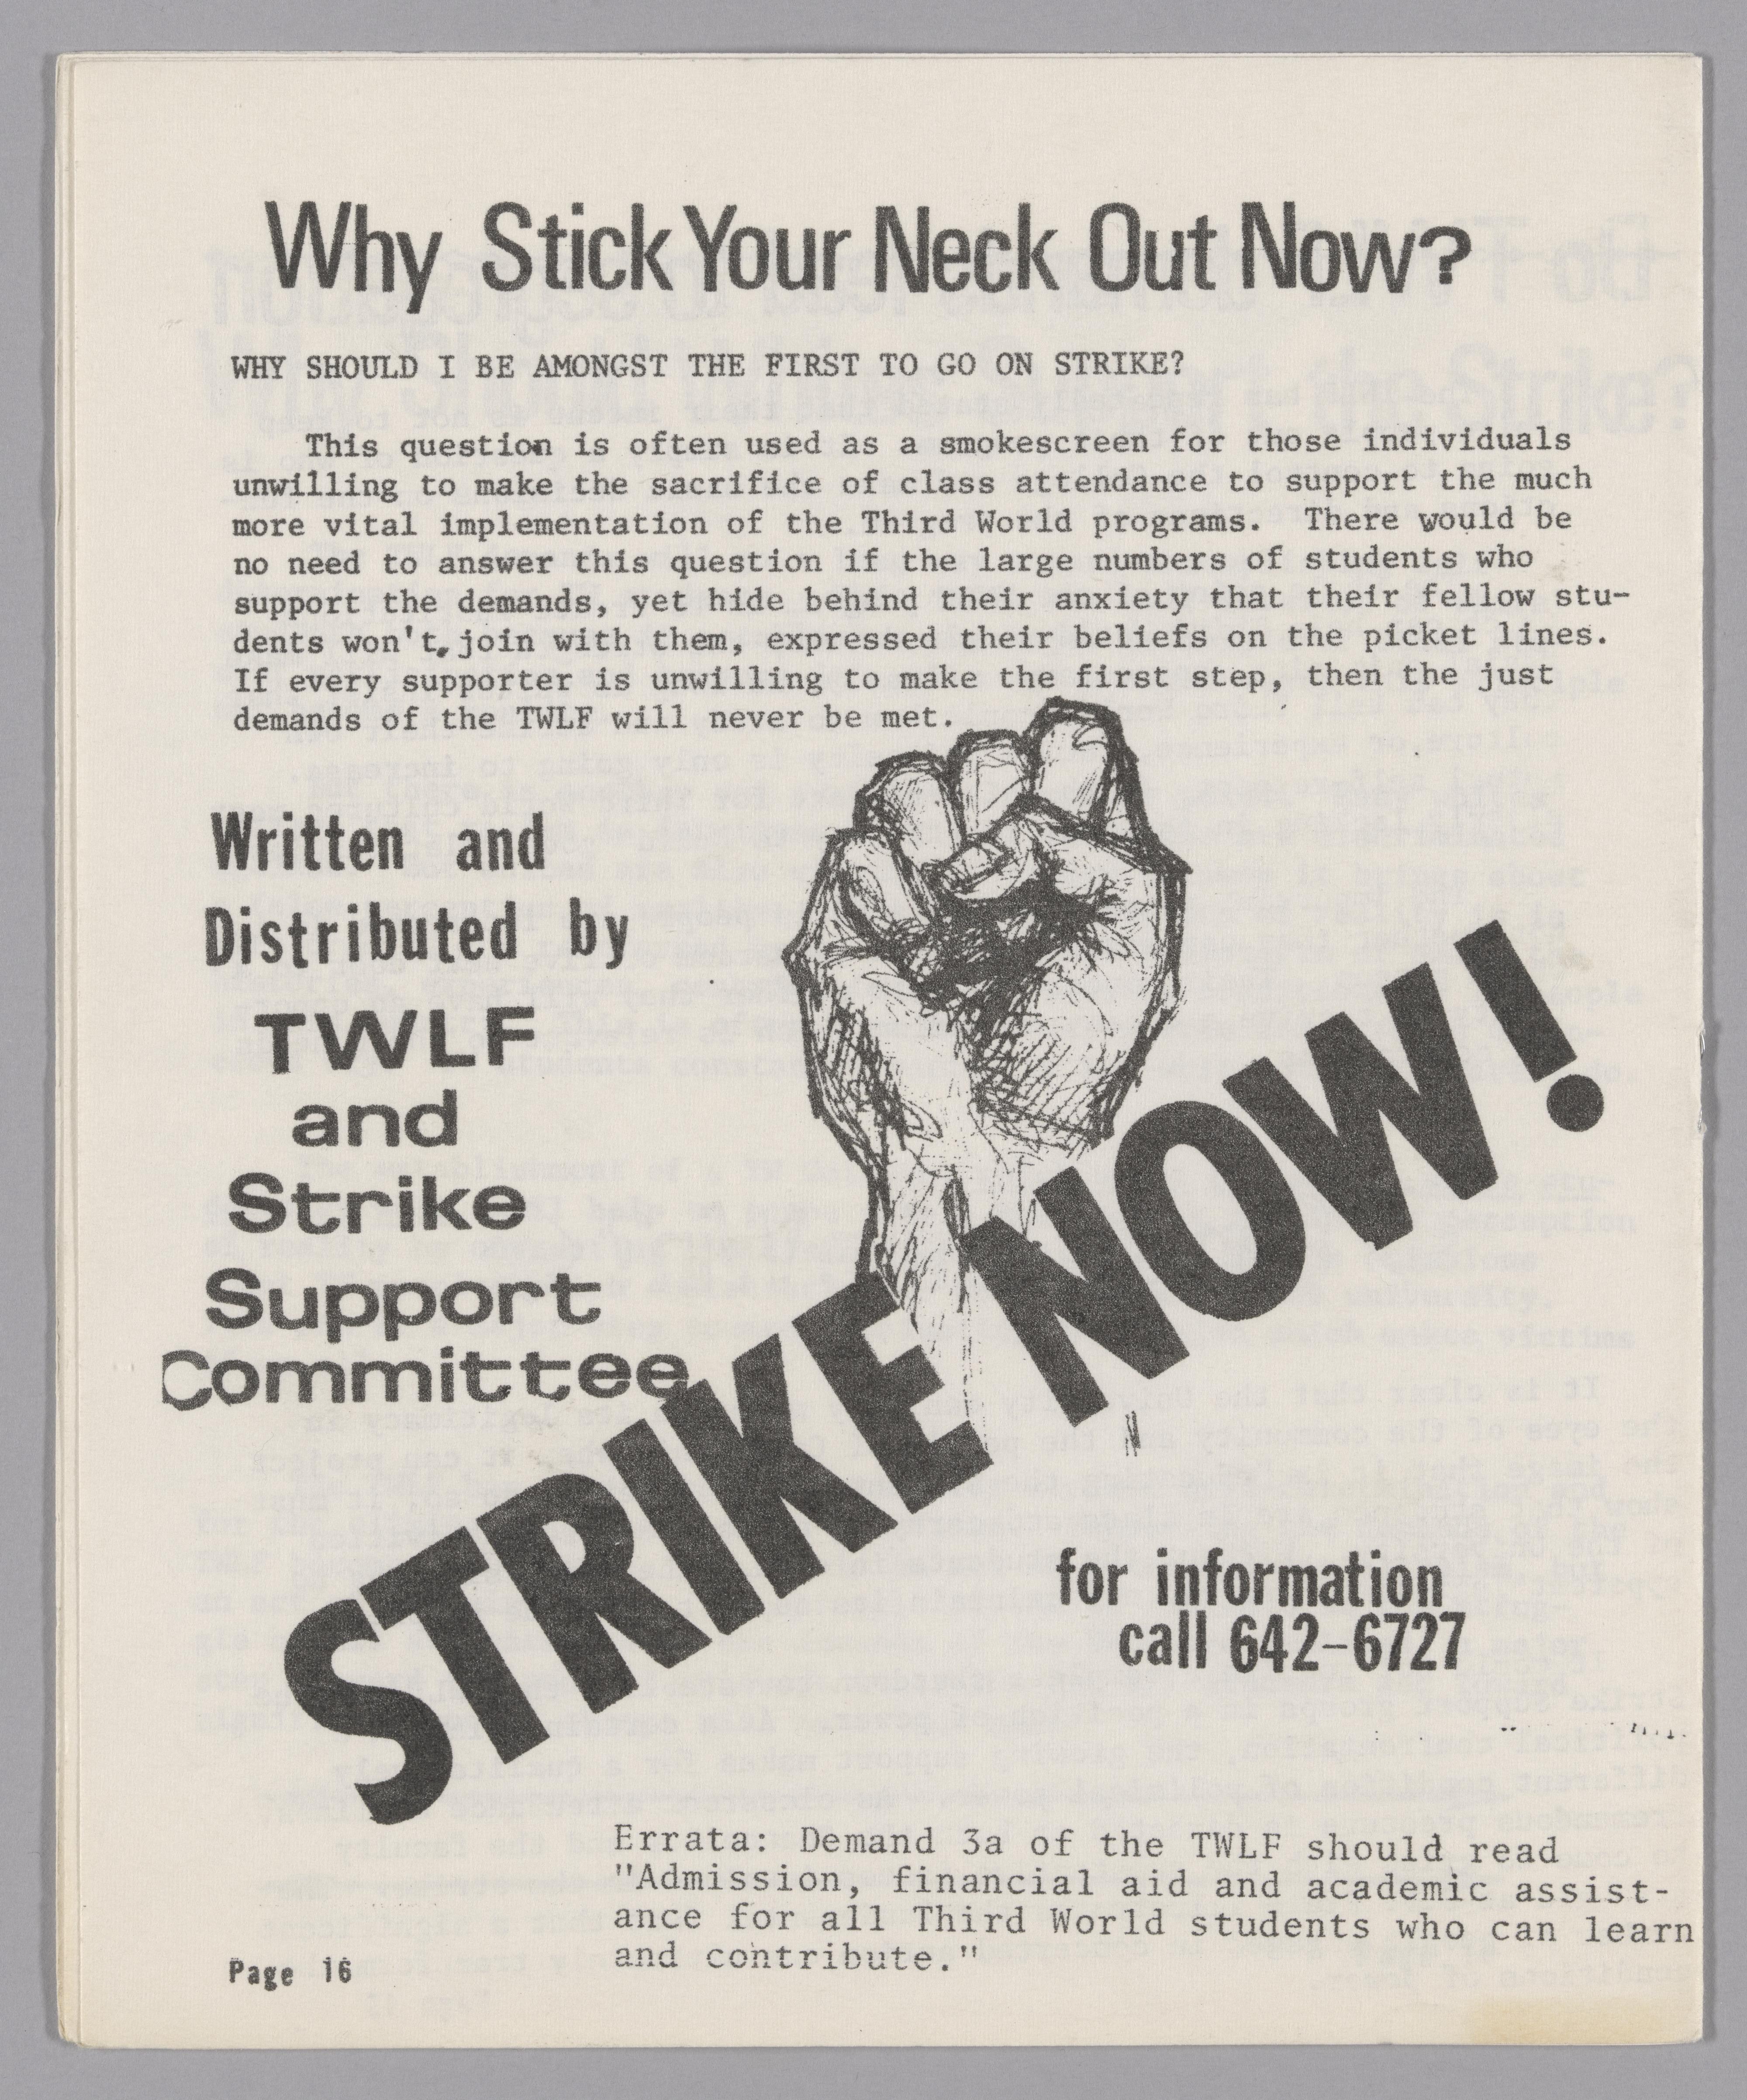 Why Stick Your Neck Out Now?
WHY SHOULD I BE AMONGST THE FIRST TO GO ON STRIKE?
This question is often used as a smokescreen for those individuals
unwilling to make the sacrifice of class attendance to support the much
more vital implementation of the Third World programs. There would be
no need to answer this question if the large numbers of students who
support the demands, yet hide behind their anxiety that their fellow stu-
dents won't join with them, expressed their beliefs on the picket lines.
If every supporter is unwilling to make the first step, then the just
demands of the TWLF will never be met.
Written and
Distributed by
TWLF
and
Strike
Support
Committee
STRIKE NOW!
for information
call 642-6727
Errata: Demand 3a of the TWLF should read
"Admission, financial aid and academic assist-
ance for all Third World students who can learn
and contribute."
Page 16